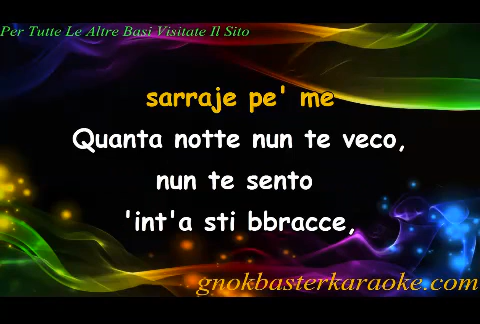 Per Tutte Le Altre Basi Visitate Il Sito
sarraje pe' me
Quanta notte nun te veco,
nun te sento
'int'a sti bbracce,
gnokbasterkaraoke.com